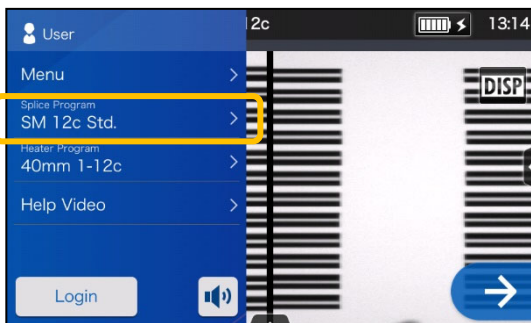 User
12c
13:14
Menu
Splice Program
SM 12c Std.
DISP
Heater Program
40mm 1-12c
Help Video
Login